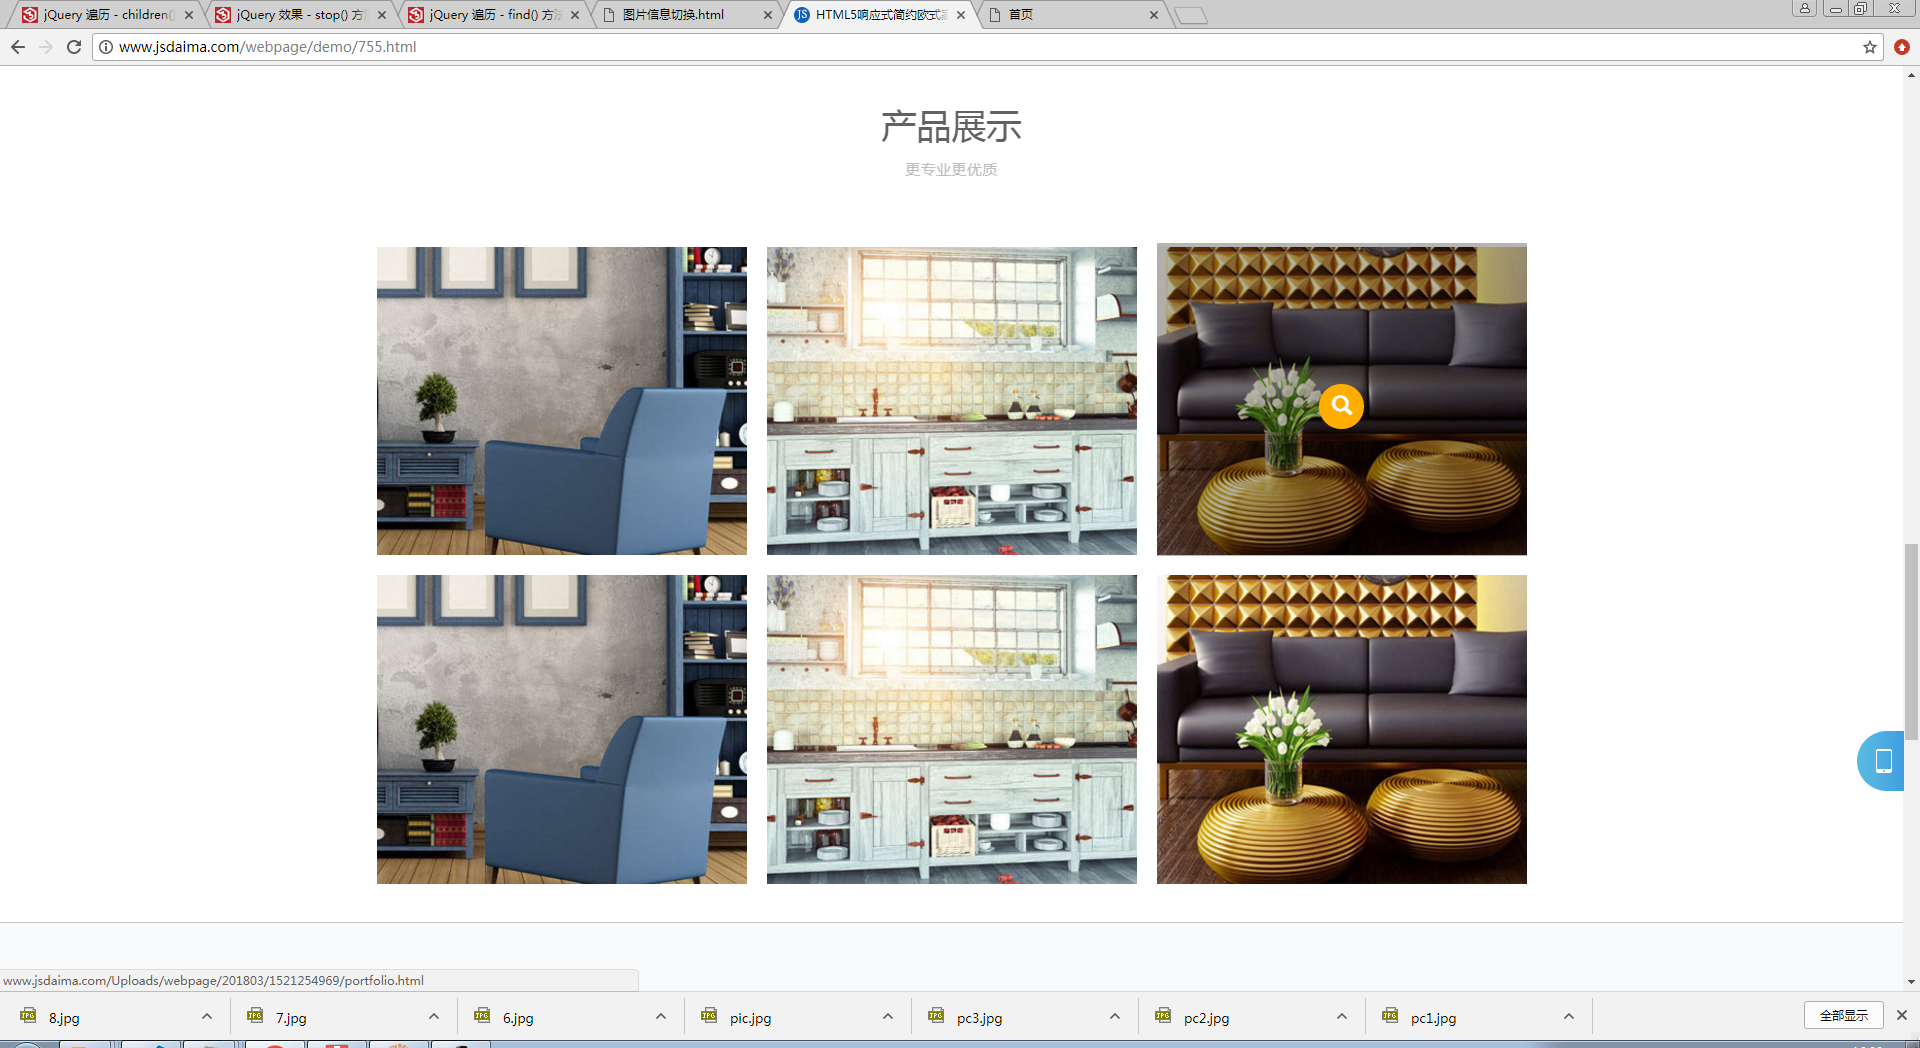 jQuery 遍历 - children()
jQuery 效果 - stop() 方法
jQuery 遍历 - find() 方法
图片信息切换.html
HTML5响应式简约欧式家
首页
www.jsdaima.com/webpage/demo/755.html
产品展示
更专业更优质
www.jsdaima.com/Uploads/webpage/201803/1521254969/portfolio.html
8.jpg
7.jpg
6.jpg
pic.jpg
pc3.jpg
pc2.jpg
pc1.jpg
全部显示